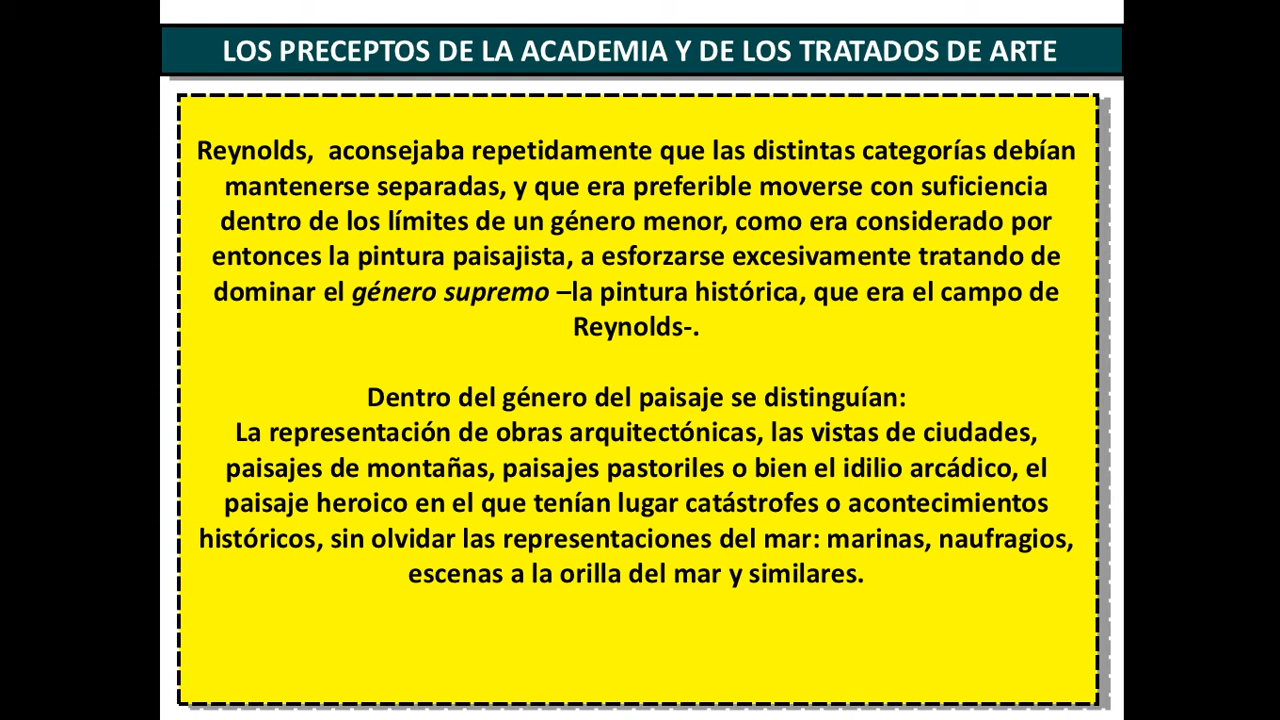 LOS PRECEPTOS DE LA ACADEMIA Y DE LOS TRATADOS DE ARTE
Reynolds,  aconsejaba repetidamente que las distintas categorías debían
mantenerse separadas, y que era preferible moverse con suficiencia
dentro de los límites de un género menor, como era considerado por
entonces la pintura paisajista, a esforzarse excesivamente tratando de
dominar el género supremo –la pintura histórica, que era el campo de
Reynolds-.
Dentro del género del paisaje se distinguían:
La representación de obras arquitectónicas, las vistas de ciudades,
paisajes de montañas, paisajes pastoriles o bien el idilio arcádico, el
paisaje heroico en el que tenían lugar catástrofes o acontecimientos
históricos, sin olvidar las representaciones del mar: marinas, naufragios,
escenas a la orilla del mar y similares.